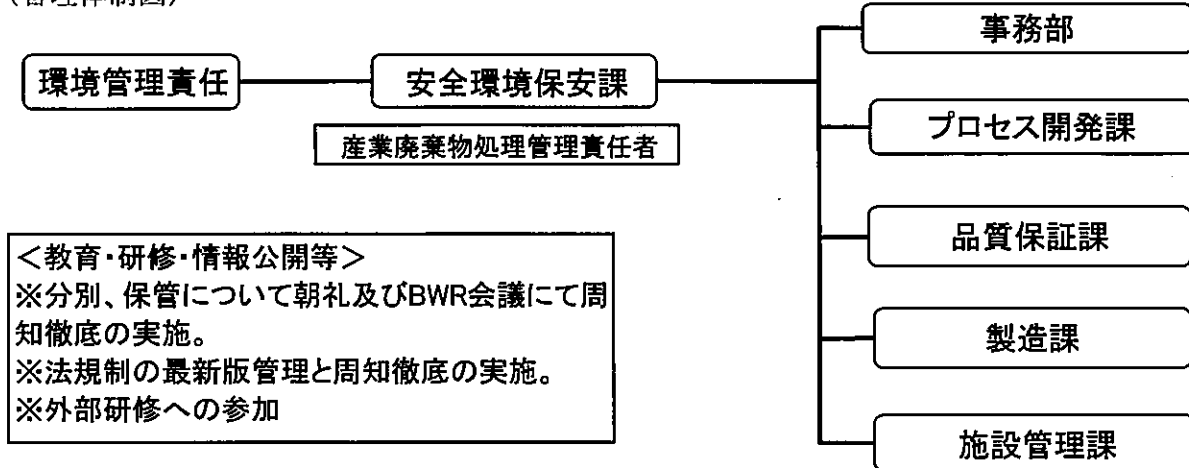 (管理体制図)
事務部
環境管理責任
安全環境保安課
産業廃棄物処理管理責任者
プロセス開発課
品質保証課
製造課
施設管理課
<教育・研修・情報公開等>
※分別、保管について朝礼及びBWR会議にて周
知徹底の実施。
※法規制の最新版管理と周知徹底の実施。
※外部研修への参加